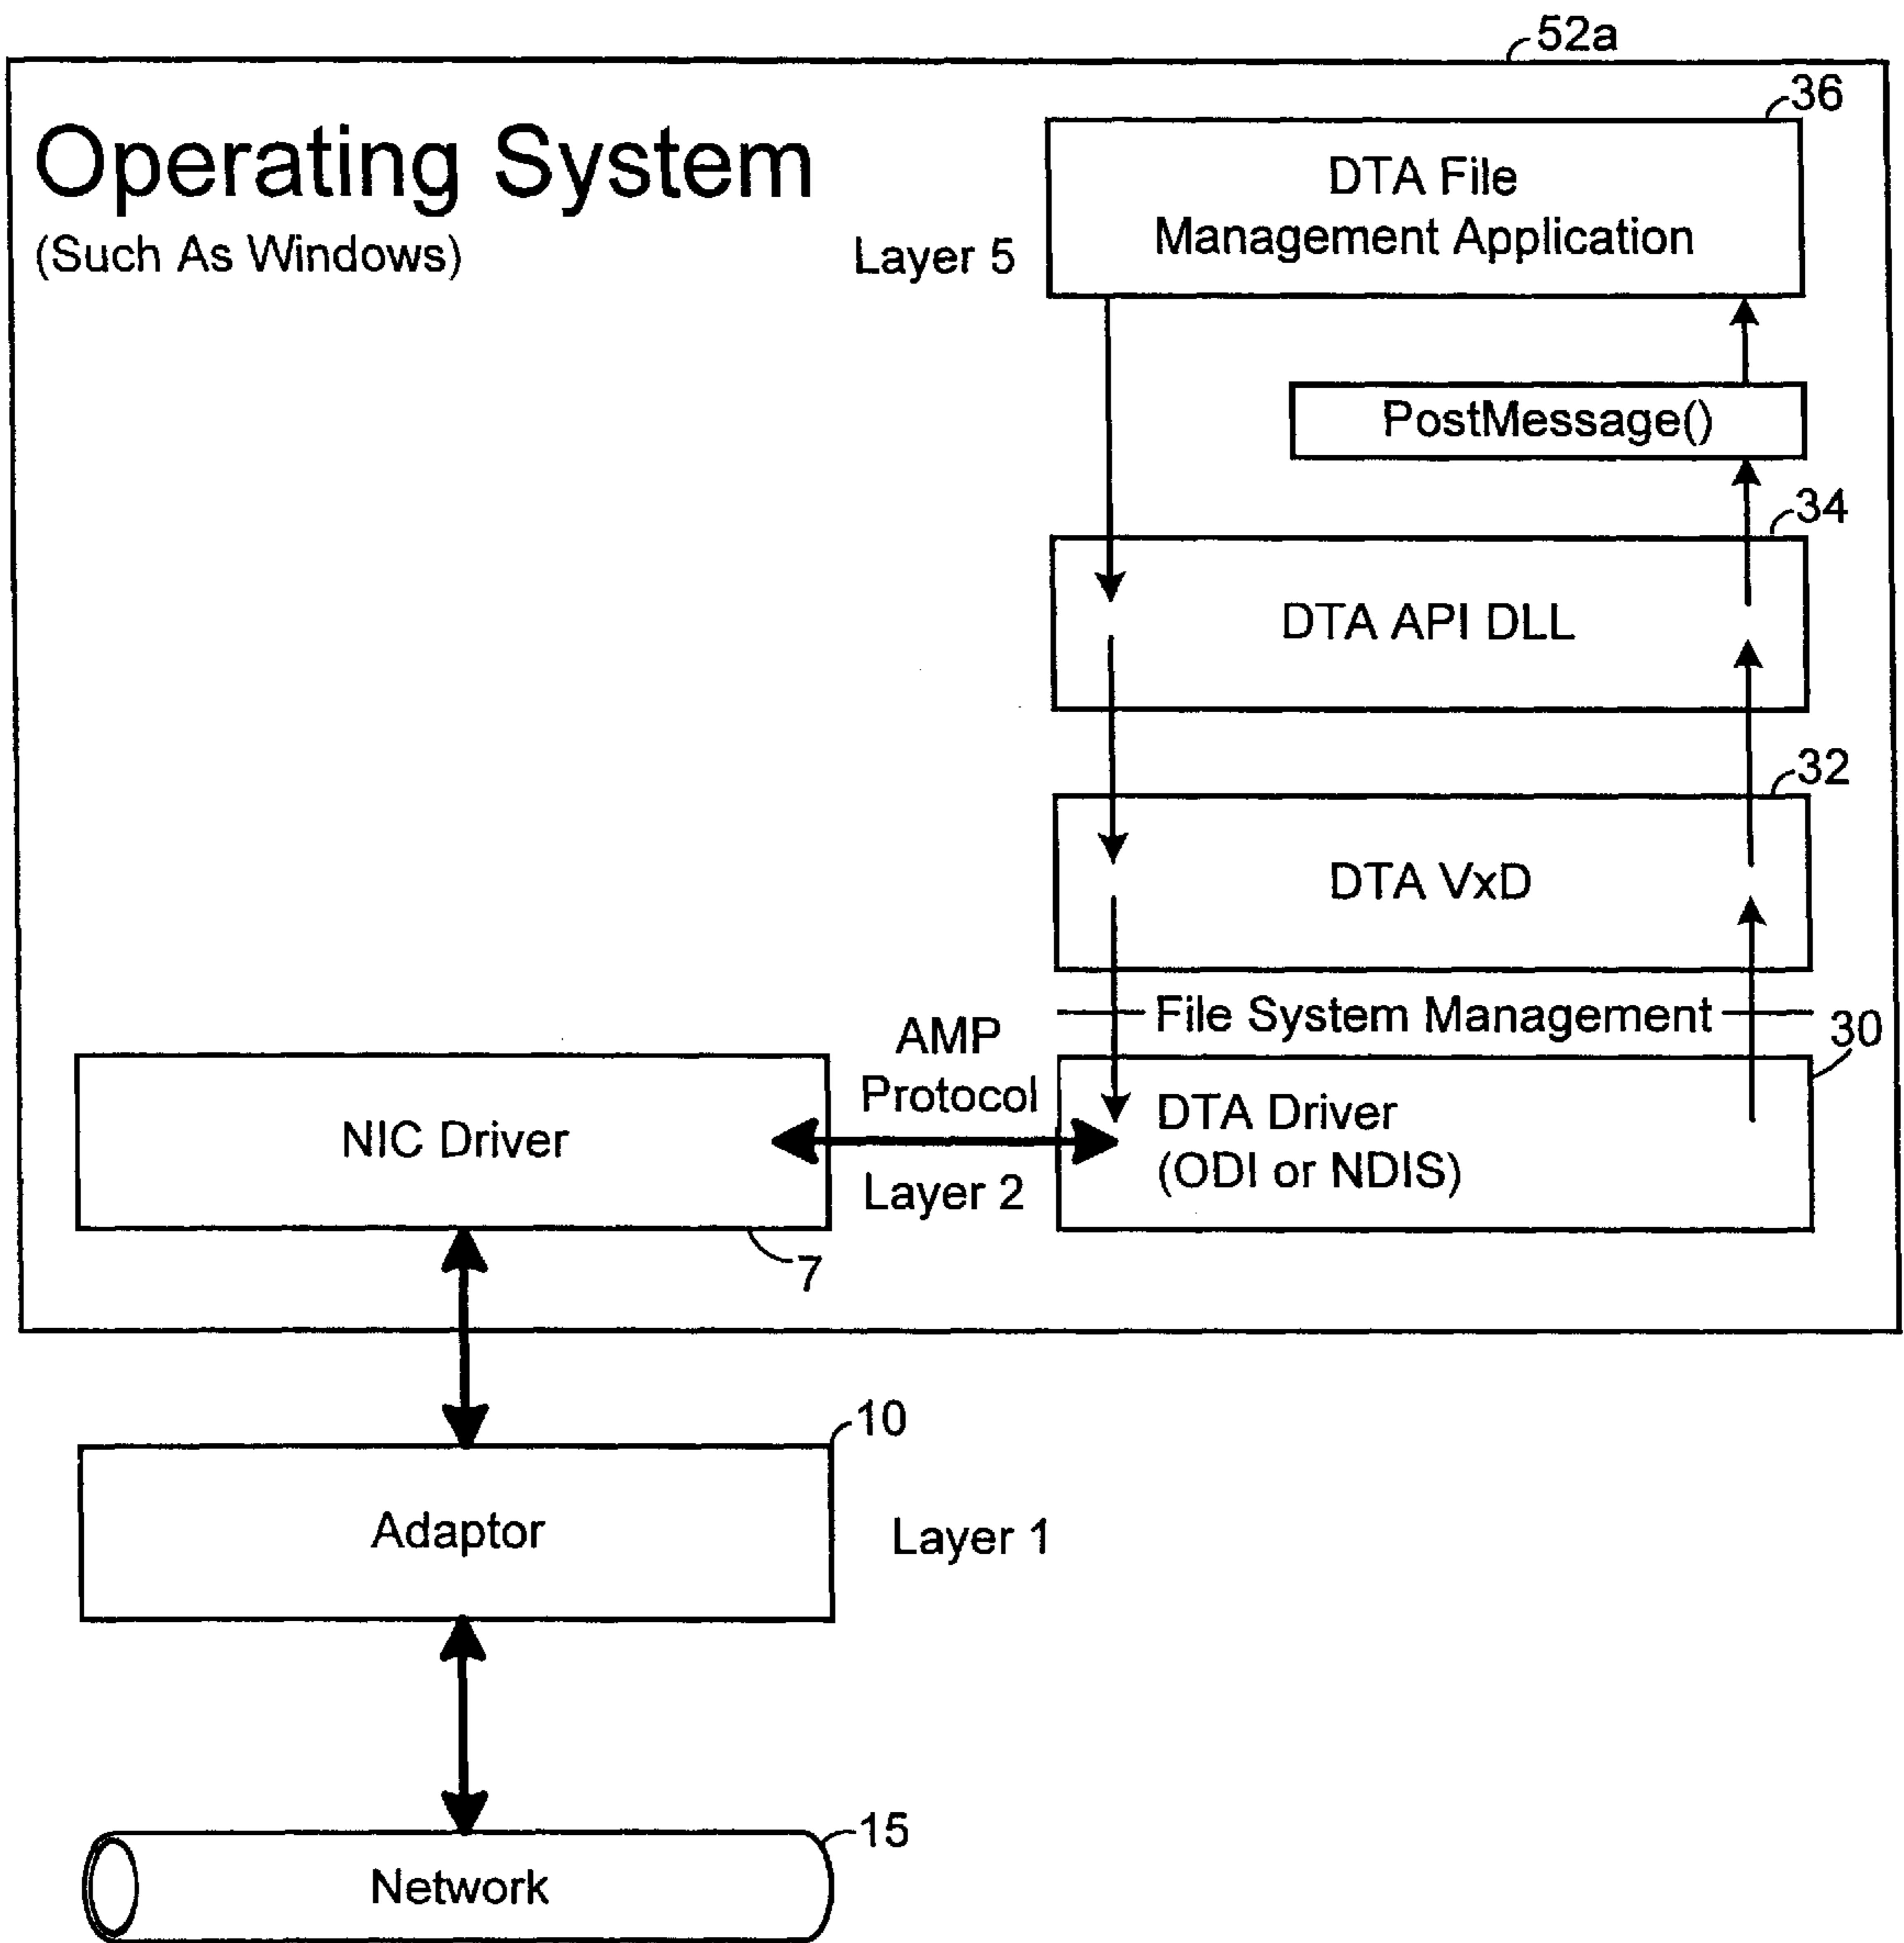 52a
36
Operating System
(Such As Windows)
Layer 5
DTA File
Management Application
PostMessage()
34
DTA API DLL
32
DTA VxD
File System Management
30
AMP
Protocol
Layer 2
NIC Driver
DTA Driver
(ODI or NDIS)
7
10
Adaptor
Layer 1
15
Network